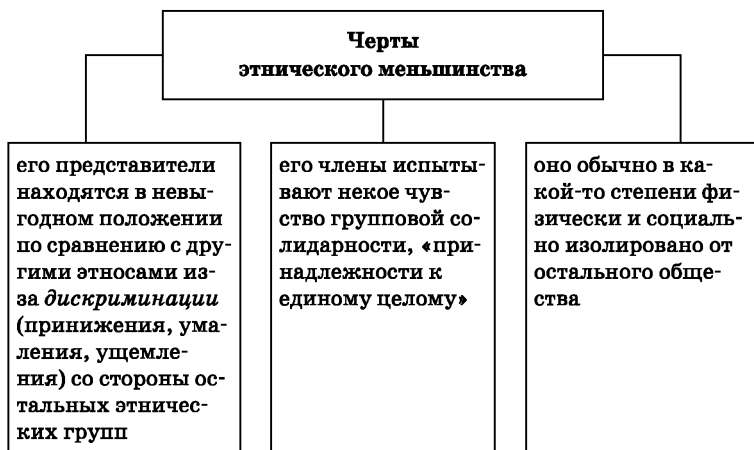 Черты
этнического меньшинства
его представители
находятся в невы-
годном положении
по сравнению с дру-
гими этносами из-
за дискриминации
(принижения, ума-
ления, ущемле-
ния) со стороны ос-
тальных этничес-
ких групп
его члены испыты-
вают некое чув-
ство групповой со-
лидарности, «при-
надлежности к
единому целому»
оно обычно в ка-
кой-то степени фи-
зически и социаль-
но изолировано от
остального обще-
ства